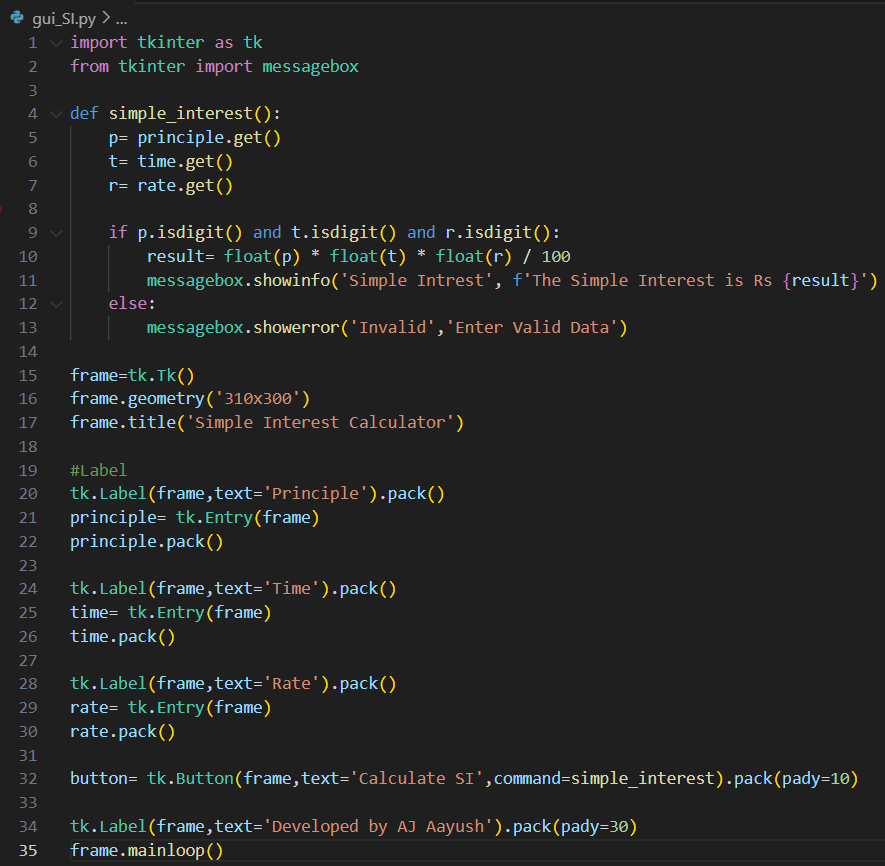 gui_SI.py > ...
1 import tkinter as tk
2 from tkinter import messagebox
3
4 def simple_interest():
5     p= principle.get()
6     t= time.get()
7     r= rate.get()
8
9     if p.isdigit() and t.isdigit() and r.isdigit():
10         result= float(p) * float(t) * float(r) / 100
11         messagebox.showinfo('Simple Intrest', f'The Simple Interest is Rs {result}')
12     else:
13         messagebox.showerror('Invalid','Enter Valid Data')
14
15 frame=tk.Tk()
16 frame.geometry('310x300')
17 frame.title('Simple Interest Calculator')
18
19 #Label
20 tk.Label(frame,text='Principle').pack()
21 principle= tk.Entry(frame)
22 principle.pack()
23
24 tk.Label(frame,text='Time').pack()
25 time= tk.Entry(frame)
26 time.pack()
27
28 tk.Label(frame,text='Rate').pack()
29 rate= tk.Entry(frame)
30 rate.pack()
31
32 button= tk.Button(frame,text='Calculate SI',command=simple_interest).pack(pady=10)
33
34 tk.Label(frame,text='Developed by AJ Aayush').pack(pady=30)
35 frame.mainloop()